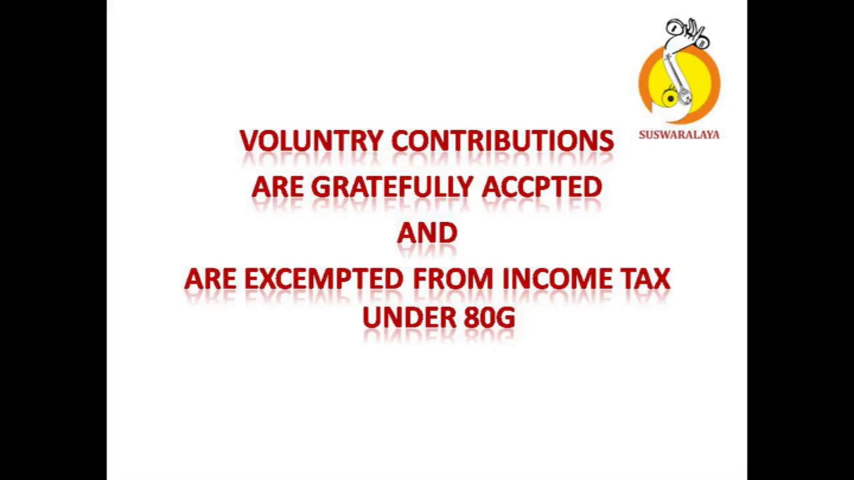 SUSWARALAYA
VOLUNTRY CONTRIBUTIONS
ARE GRATEFULLY ACCPTED
AND
ARE EXCEMPTED FROM INCOME TAX
UNDER 80G